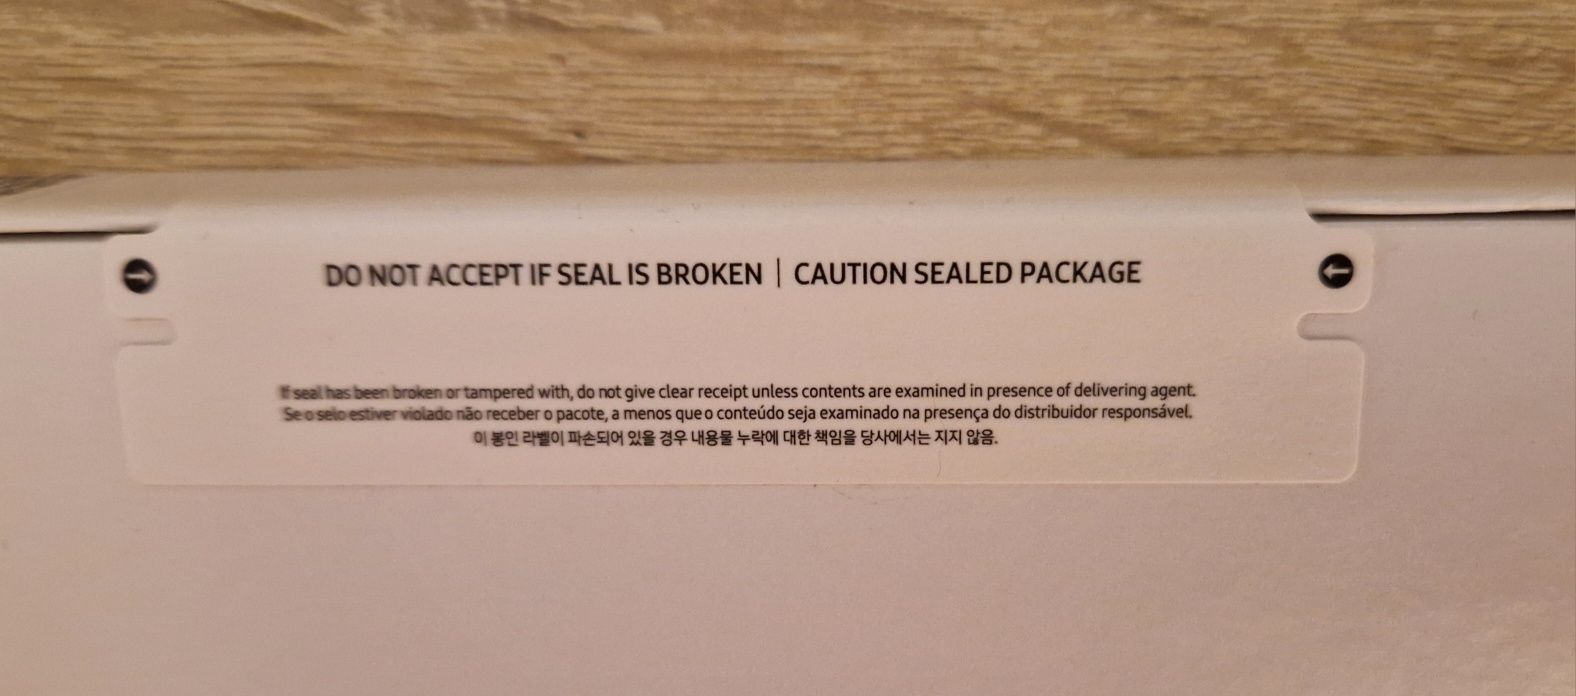 DO NOT ACCEPT IF SEAL IS BROKEN | CAUTION SEALED PACKAGE
If seal has been broken or tampered with, do not give clear receipt unless contents are examined in presence of delivering agent.
Se o selo estiver violado não receber o pacote, a menos que o conteúdo seja examinado na presença do distribuidor responsável.
이 봉인 라벨이 파손되어 있을 경우 내용물 누락에 대한 책임을 당사에서는 지지 않음.